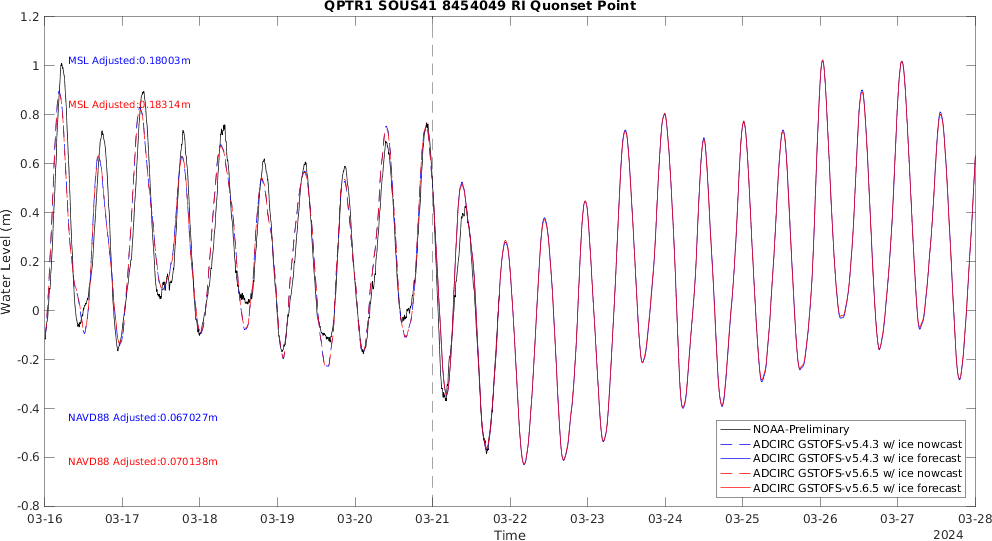 QPTR1 SOUS41 8454049 RI Quonset Point
1.2
1
0.8
0.6
0.4
0.2
0
-0.2
-0.4
-0.6
-0.8
Water Level (m)
MSL Adjusted:0.18003m
MSL Adjusted:0.18314m
NAVD88 Adjusted:0.067027m
NAVD88 Adjusted:0.070138m
NOAA-Preliminary
ADCIRC GSTOFS-v5.4.3 w/ ice nowcast
ADCIRC GSTOFS-v5.4.3 w/ ice forecast
ADCIRC GSTOFS-v5.6.5 w/ ice nowcast
ADCIRC GSTOFS-v5.6.5 w/ ice forecast
03-16 03-17 03-18 03-19 03-20 03-21 03-22 03-23 03-24 03-25 03-26 03-27 03-28
Time
2024